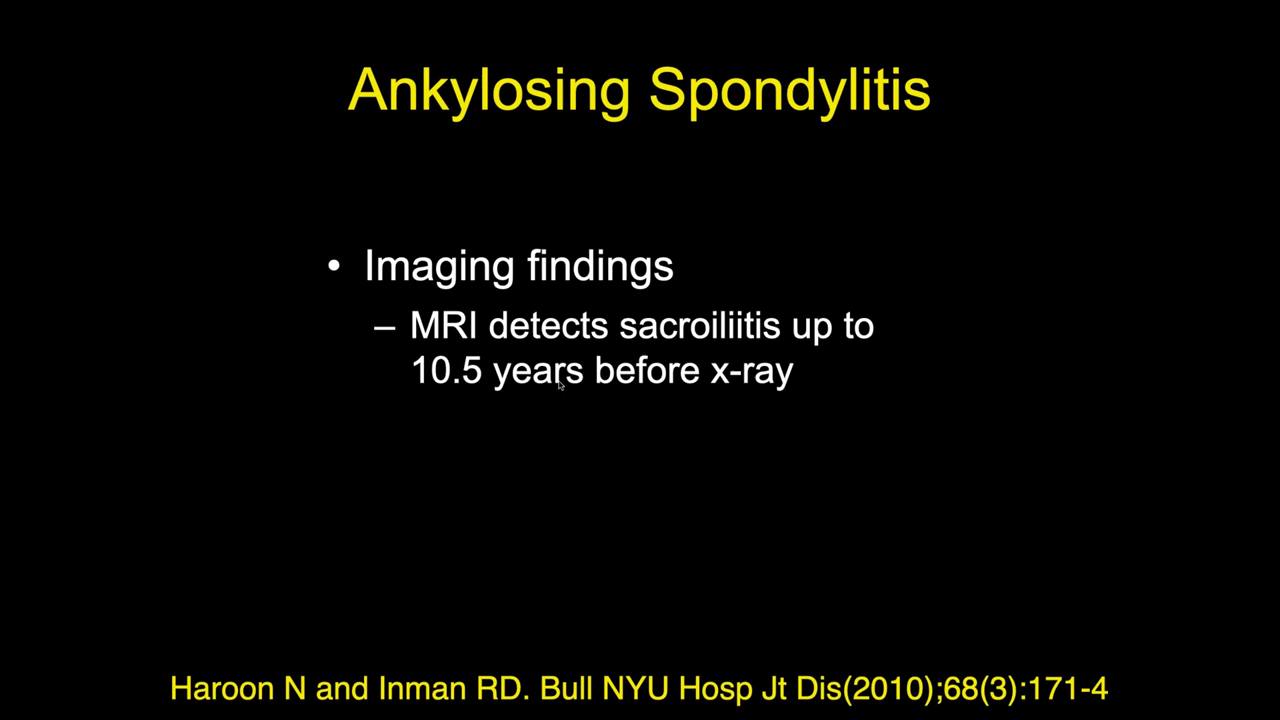 Ankylosing Spondylitis
• Imaging findings
– MRI detects sacroiliitis up to
10.5 years before x-ray
Haroon N and Inman RD. Bull NYU Hosp Jt Dis(2010);68(3):171-4